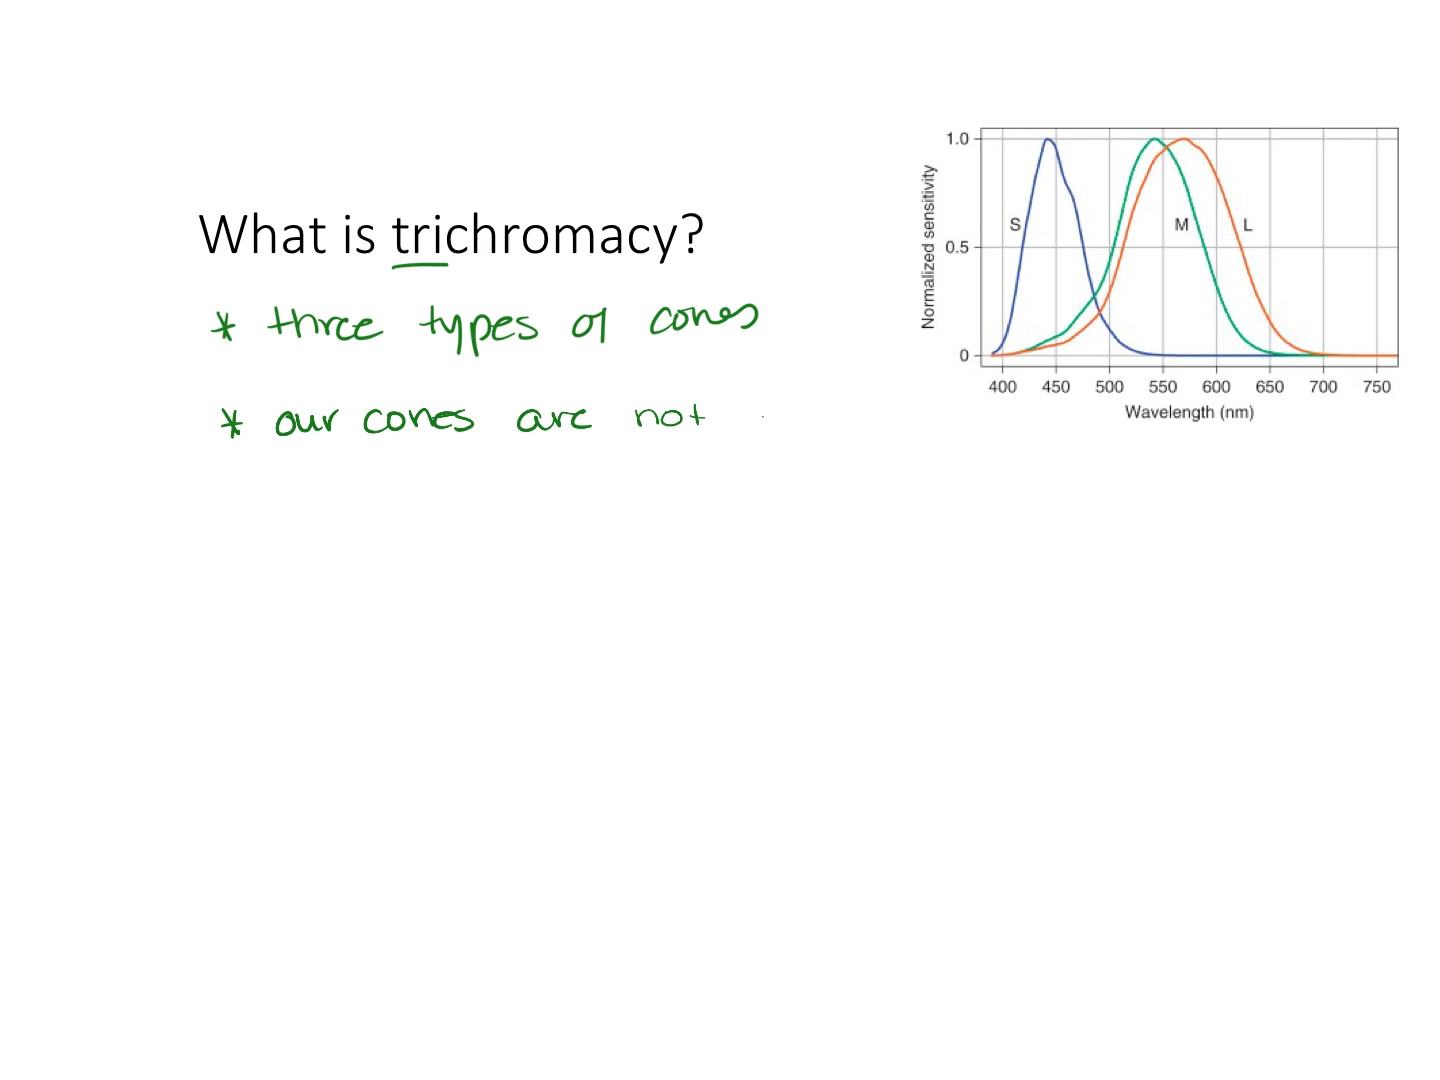 What is trichromacy?
* three types of cones
* our cones are not
1.0
0.5
0
Normalized sensitivity
S
M
L
400 450 500 550 600 650 700 750
Wavelength (nm)